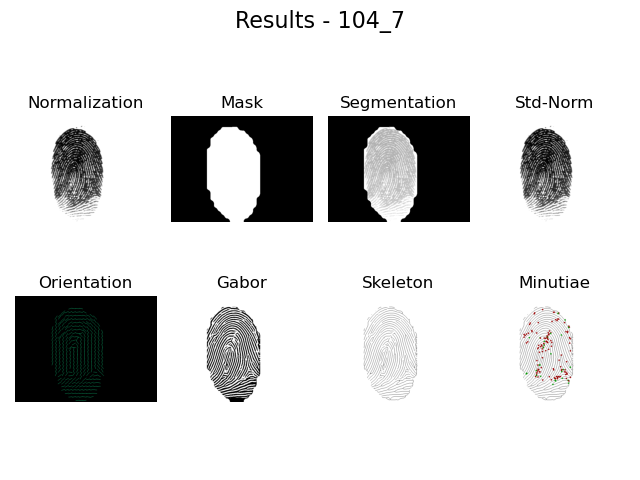 Results - 104_7
Normalization
Mask
Segmentation
Std-Norm
Orientation
Gabor
Skeleton
Minutiae